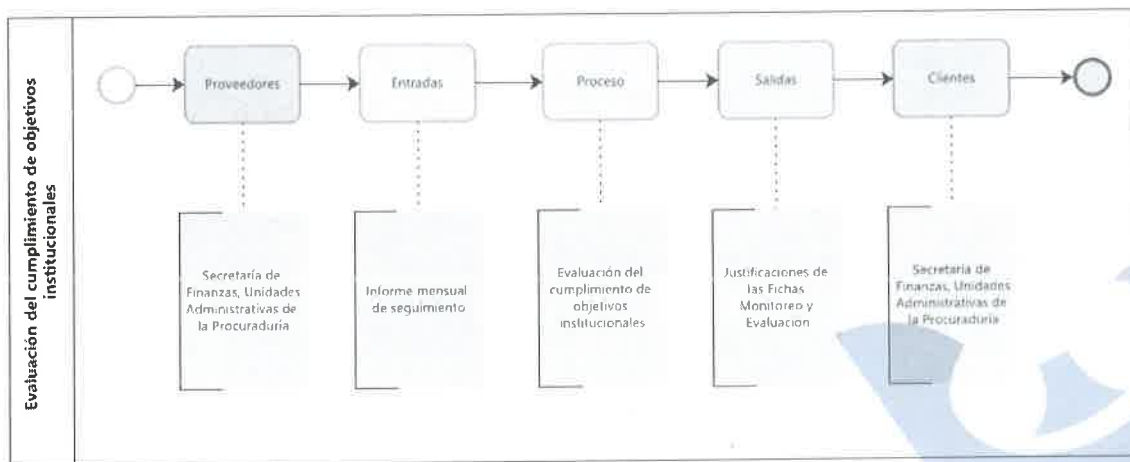 Evaluación del cumplimiento de objetivos
institucionales
Proveedores
Entradas
Proceso
Salidas
Clientes
Secretaría de
Finanzas, Unidades
Administrativas de
la Procuraduría
Informe mensual
de seguimiento
Evaluación del
cumplimiento de
objetivos
institucionales
Justificaciones de
las Fichas
Monitoreo y
Evaluación
Secretaría de
Finanzas, Unidades
Administrativas de
la Procuraduría